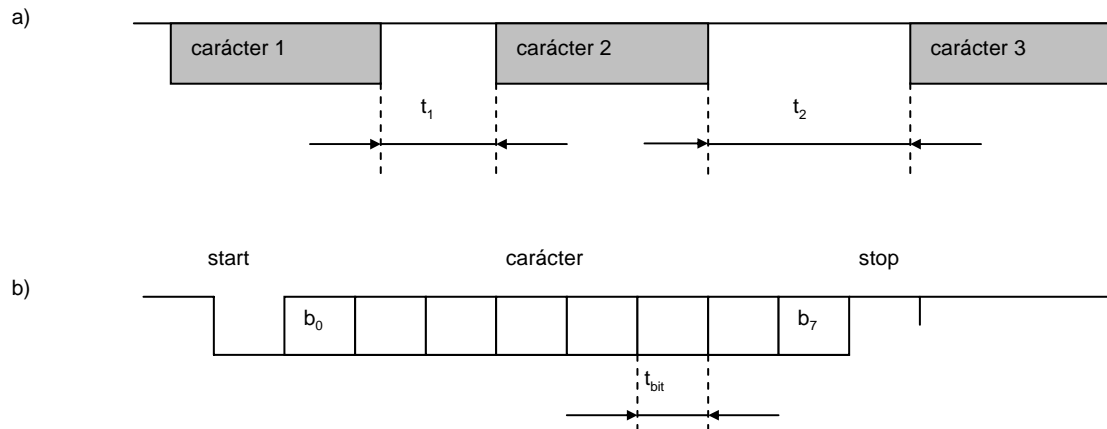 a)
carácter 1 carácter 2 carácter 3
t1 t2
start carácter stop
b)
b0 b7
tbit